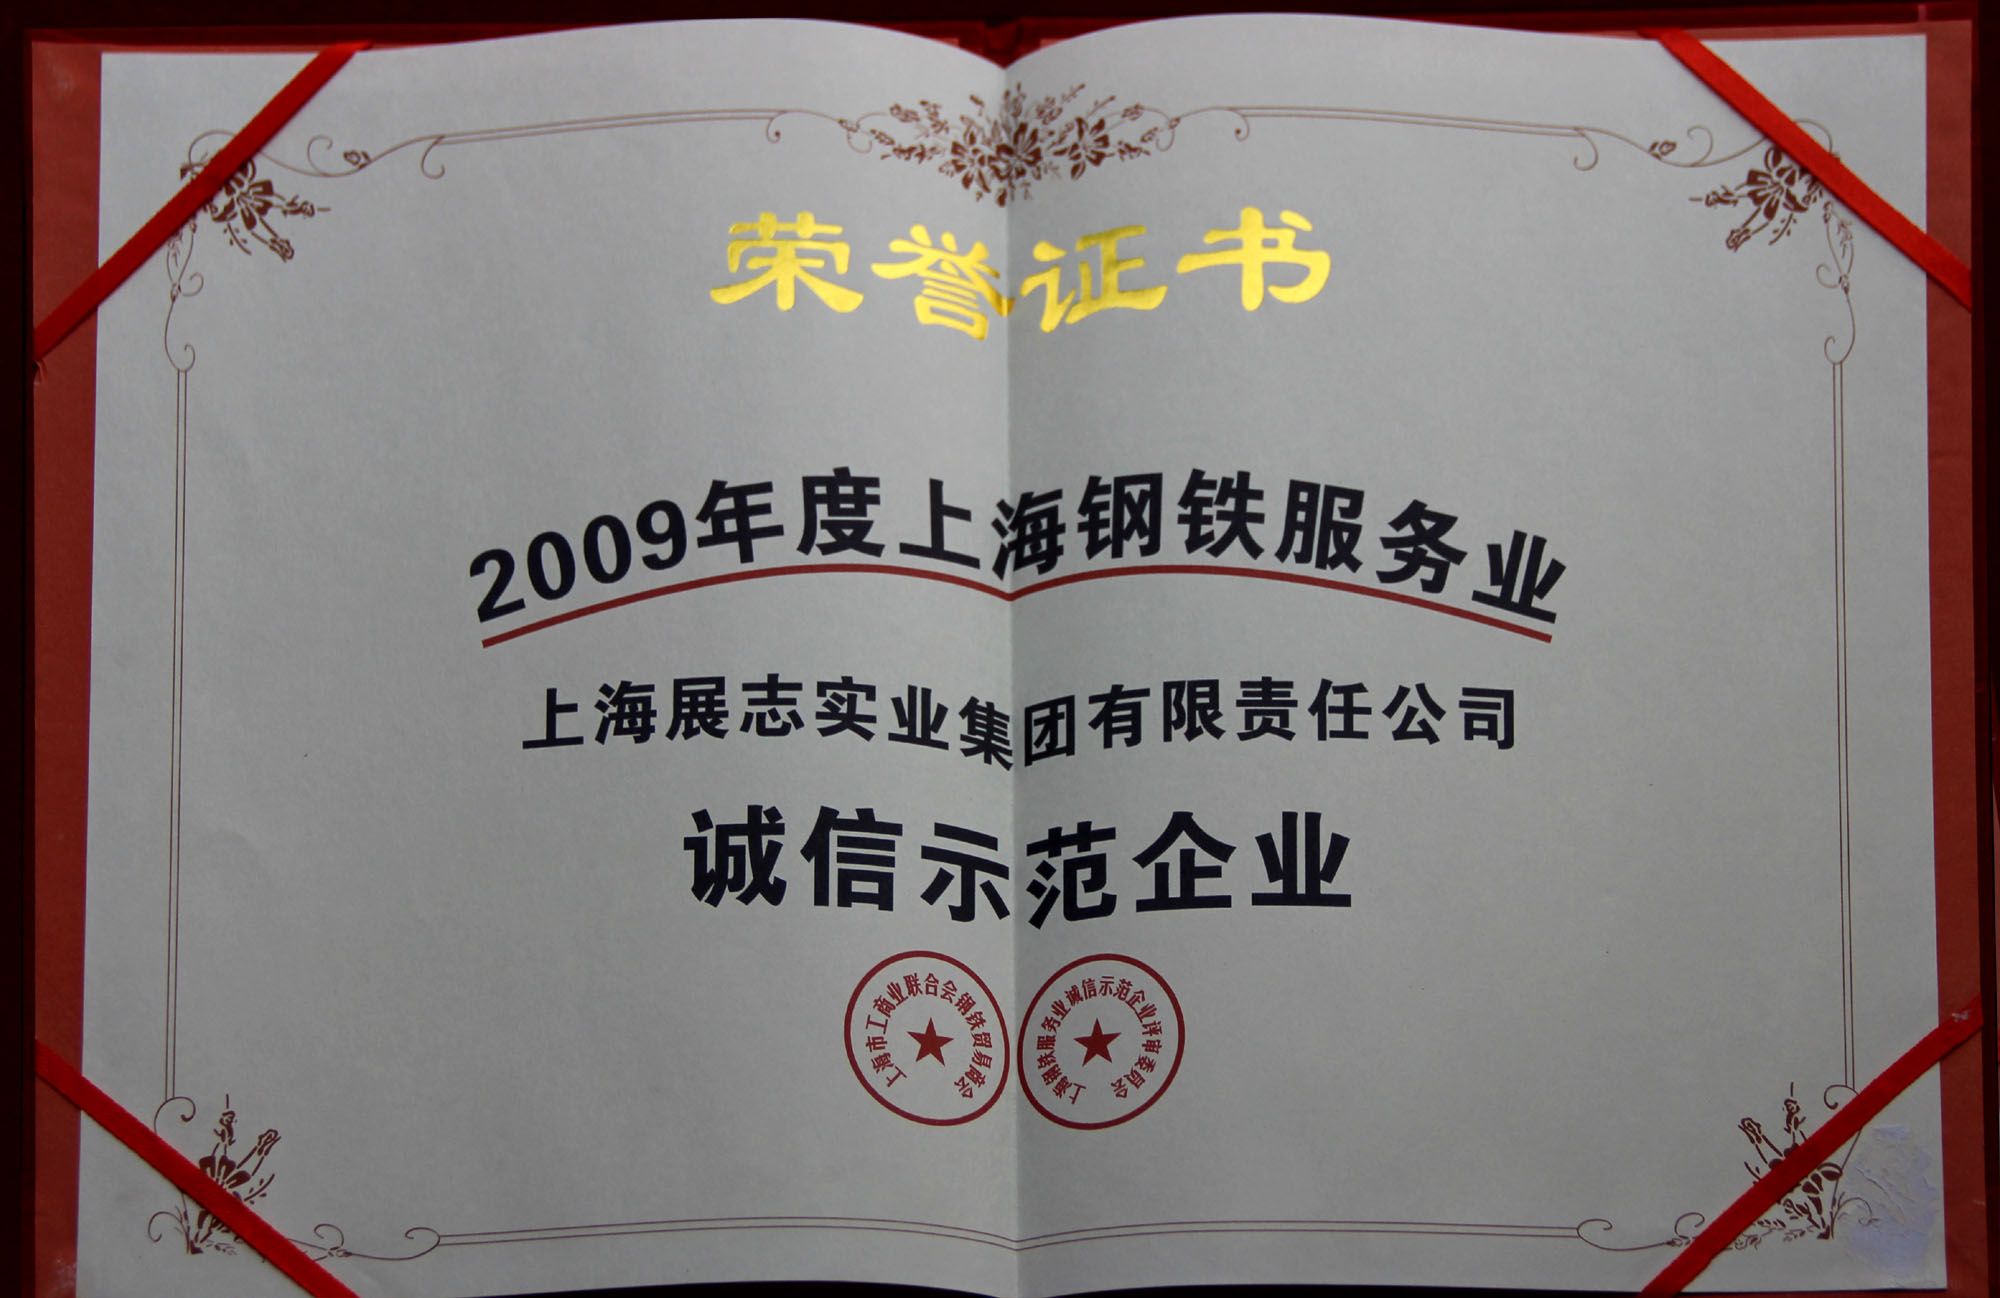 荣誉证书
2009年度上海钢铁服务业
上海展志实业集团有限责任公司
诚信示范企业
上海市工商业联合会钢铁贸易商会
上海钢铁服务业诚信示范企业评审委员会